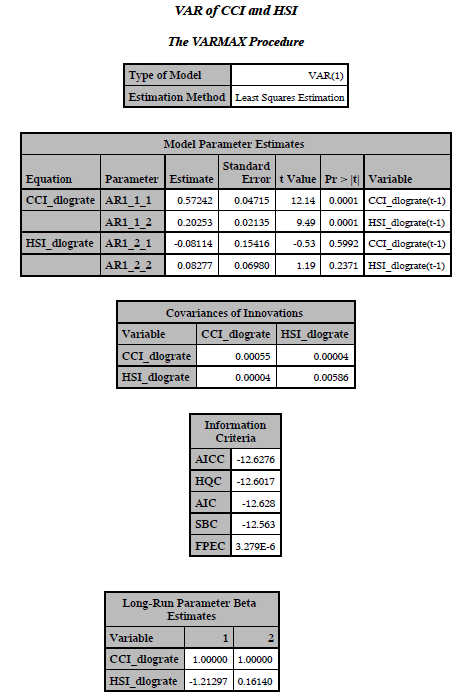 VAR of CCI and HSI
The VARMAX Procedure
Type of Model VAR(1)
Estimation Method Least Squares Estimation
Model Parameter Estimates
Equation Parameter Estimate Standard Error t Value Pr > |t| Variable
CCI_dlograte AR1_1_1 0.57242 0.04715 12.14 0.0001 CCI_dlograte(t-1)
AR1_1_2 0.20253 0.02135 9.49 0.0001 HSI_dlograte(t-1)
HSI_dlograte AR1_2_1 -0.08114 0.15416 -0.53 0.5992 CCI_dlograte(t-1)
AR1_2_2 0.08277 0.06980 1.19 0.2371 HSI_dlograte(t-1)
Covariances of Innovations
Variable CCI_dlograte HSI_dlograte
CCI_dlograte 0.00055 0.00004
HSI_dlograte 0.00004 0.00586
Information
Criteria
AICC -12.6276
HQC -12.6017
AIC -12.628
SBC -12.563
FPEC 3.279E-6
Long-Run Parameter Beta
Estimates
Variable 1 2
CCI_dlograte 1.00000 1.00000
HSI_dlograte -1.21297 0.16140